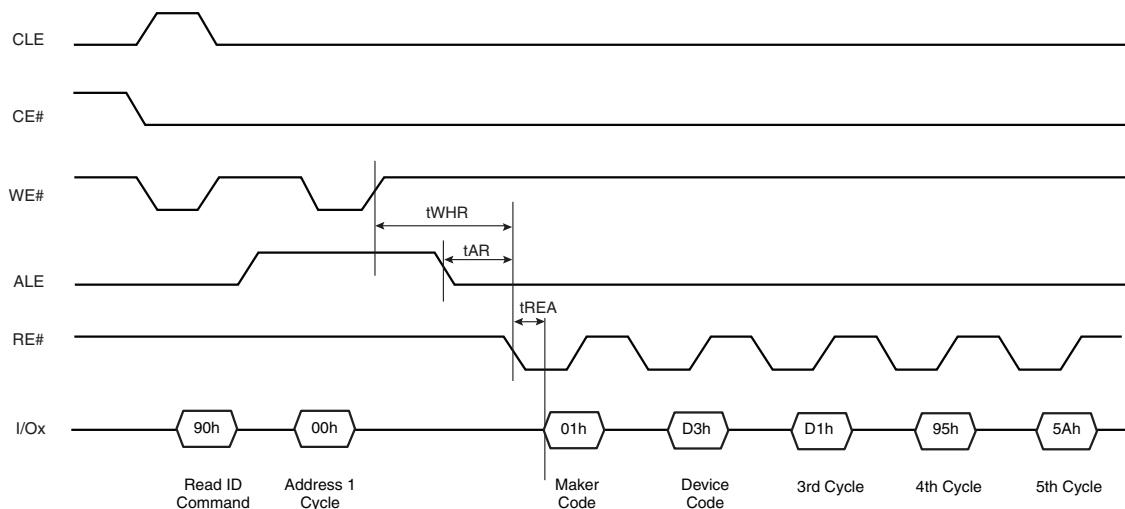 CLE
CE#
WE#
tWHR
tAR
ALE
tREA
RE#
I/Ox
90h
00h
01h
D3h
D1h
95h
5Ah
Read ID
Command
Address 1
Cycle
Maker
Code
Device
Code
3rd Cycle
4th Cycle
5th Cycle